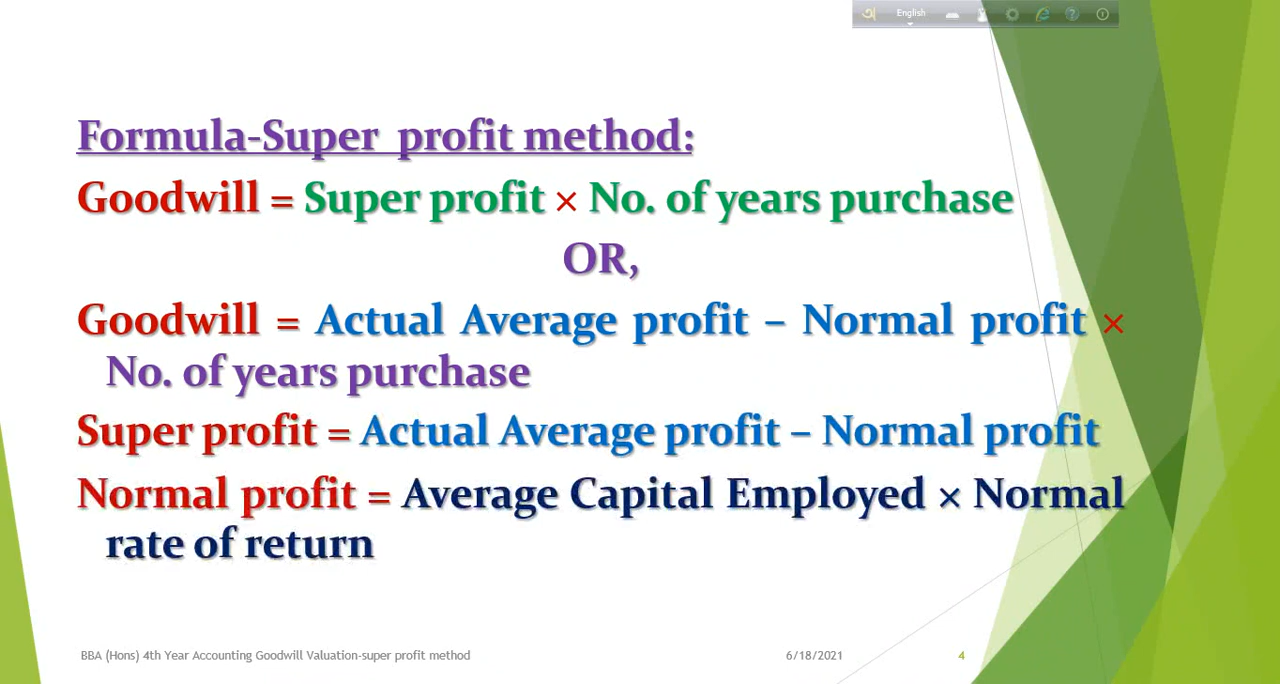 অ English
Formula-Super profit method:
Goodwill = Super profit × No. of years purchase
OR,
Goodwill = Actual Average profit – Normal profit ×
No. of years purchase
Super profit = Actual Average profit – Normal profit
Normal profit = Average Capital Employed × Normal
rate of return
BBA (Hons) 4th Year Accounting Goodwill Valuation-super profit method 6/18/2021 4